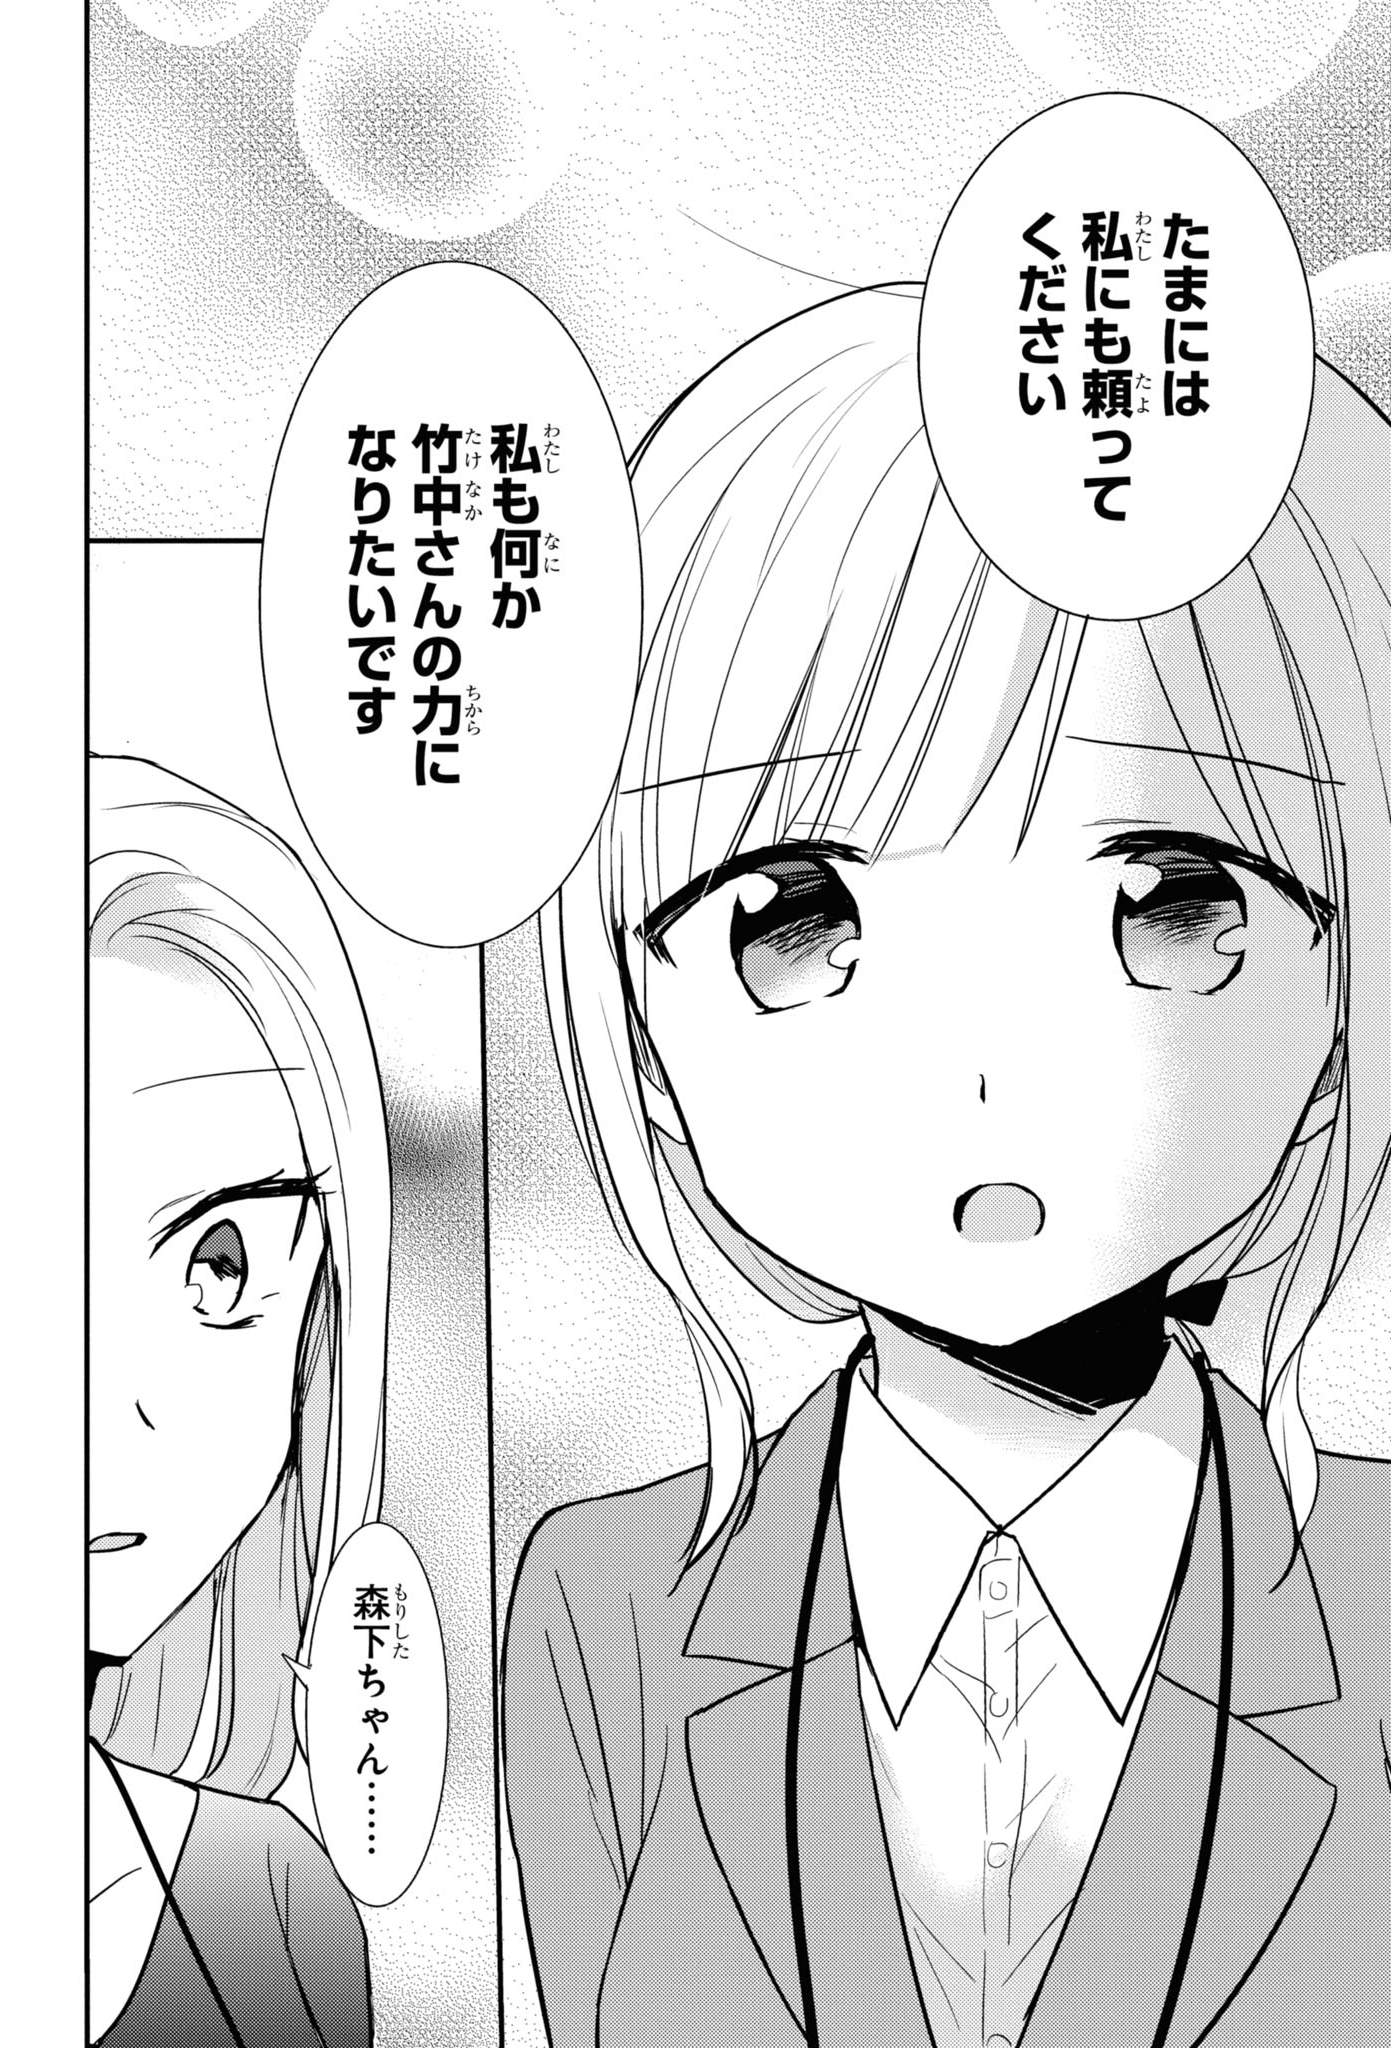 たまには
私にも頼って
ください
私も何か
竹中さんの力に
なりたいです
森下ちゃん……